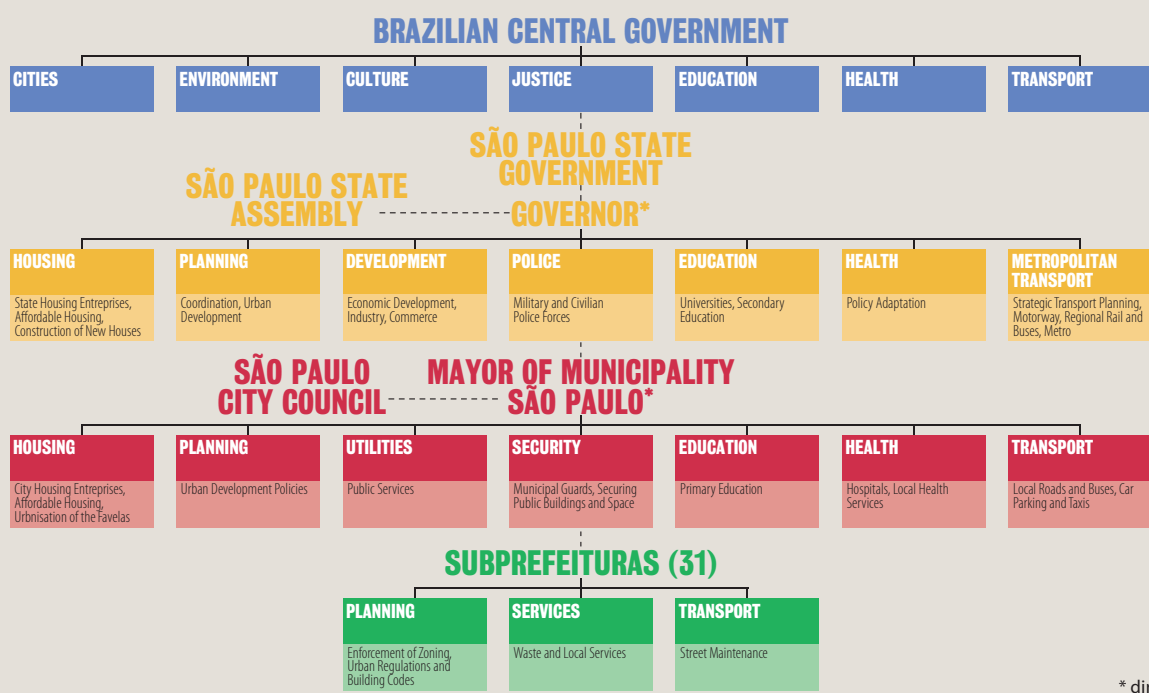 BRAZILIAN CENTRAL GOVERNMENT
CITIES
ENVIRONMENT
CULTURE
JUSTICE
EDUCATION
HEALTH
TRANSPORT
SÃO PAULO STATE
GOVERNMENT
SÃO PAULO STATE
ASSEMBLY
GOVERNOR*
HOUSING
State Housing Entreprises,
Affordable Housing,
Construction of New Houses
PLANNING
Coordination, Urban
Development
DEVELOPMENT
Economic Development,
Industry, Commerce
POLICE
Military and Civilian
Police Forces
EDUCATION
Universities, Secondary
Education
HEALTH
Policy Adaptation
METROPOLITAN
TRANSPORT
Strategic Transport Planning,
Motorway, Regional Rail and
Buses, Metro
SÃO PAULO
CITY COUNCIL
MAYOR OF MUNICIPALITY
SÃO PAULO*
HOUSING
City Housing Entreprises,
Affordable Housing,
Urbnisation of the Favelas
PLANNING
Urban Development Policies
UTILITIES
Public Services
SECURITY
Municipal Guards, Securing
Public Buildings and Space
EDUCATION
Primary Education
HEALTH
Hospitals, Local Health
Services
TRANSPORT
Local Roads and Buses, Car
Parking and Taxis
SUBPREFEITURAS (31)
PLANNING
Enforcement of Zoning,
Urban Regulations and
Building Codes
SERVICES
Waste and Local Services
TRANSPORT
Street Maintenance
*